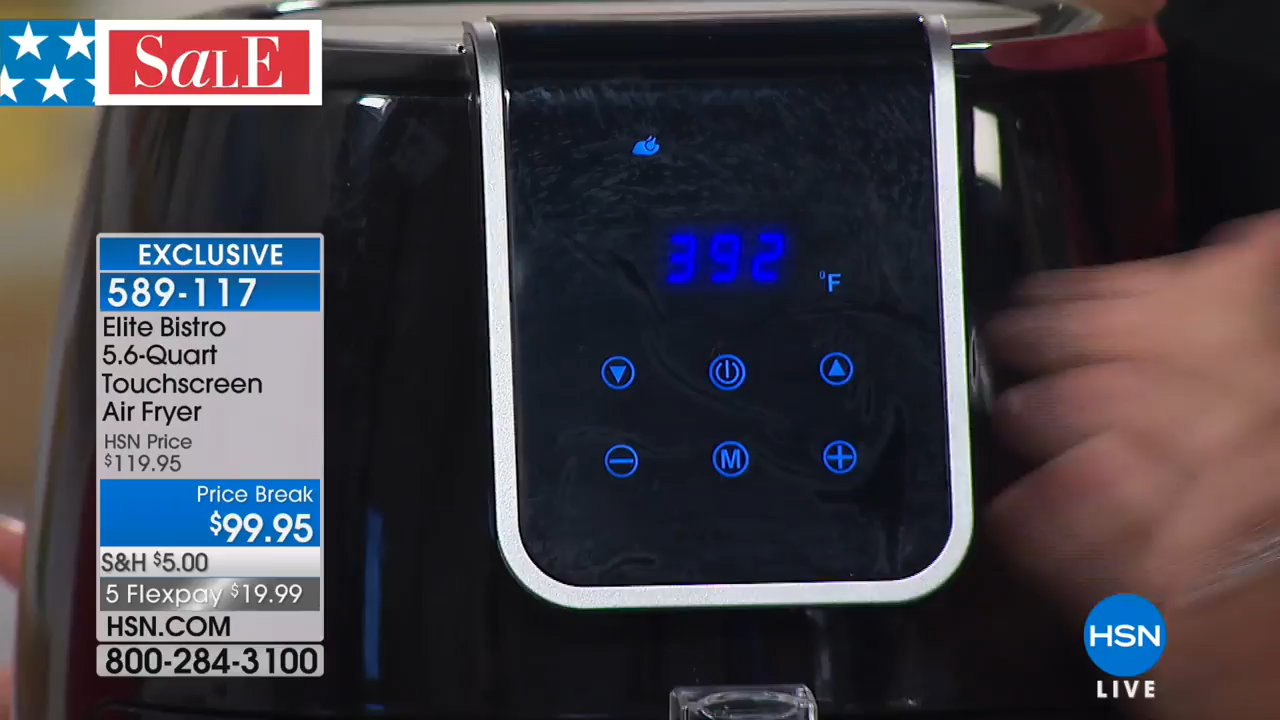 SaLE
EXCLUSIVE
589-117
Elite Bistro
5.6-Quart
Touchscreen
Air Fryer
HSN Price
$119.95
Price Break
$99.95
S&H $5.00
5 Flexpay $19.99
HSN.COM
800-284-3100
392
°F
M
HSN
LIVE